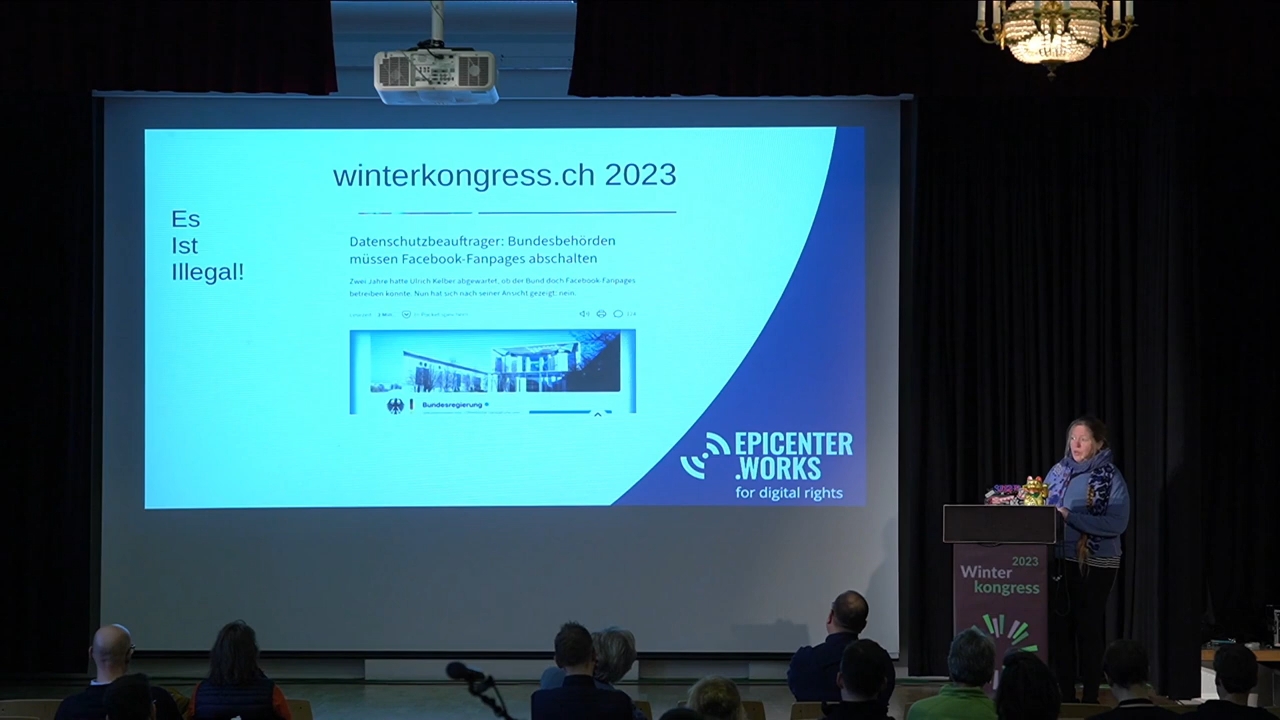 winterkongress.ch 2023
Es
Ist
Illegal!
Datenschutzbeauftrager: Bundesbehörden
müssen Facebook-Fanpages abschalten
Zwei Jahre hatte Ulrich Kelber abgewartet, ob der Bund doch Facebook-Fanpages
betreiben könnte. Nun hat sich nach seiner Ansicht gezeigt: nein.
Bundesregierung
EPICENTER
.WORKS
for digital rights
2023
Winter
kongress